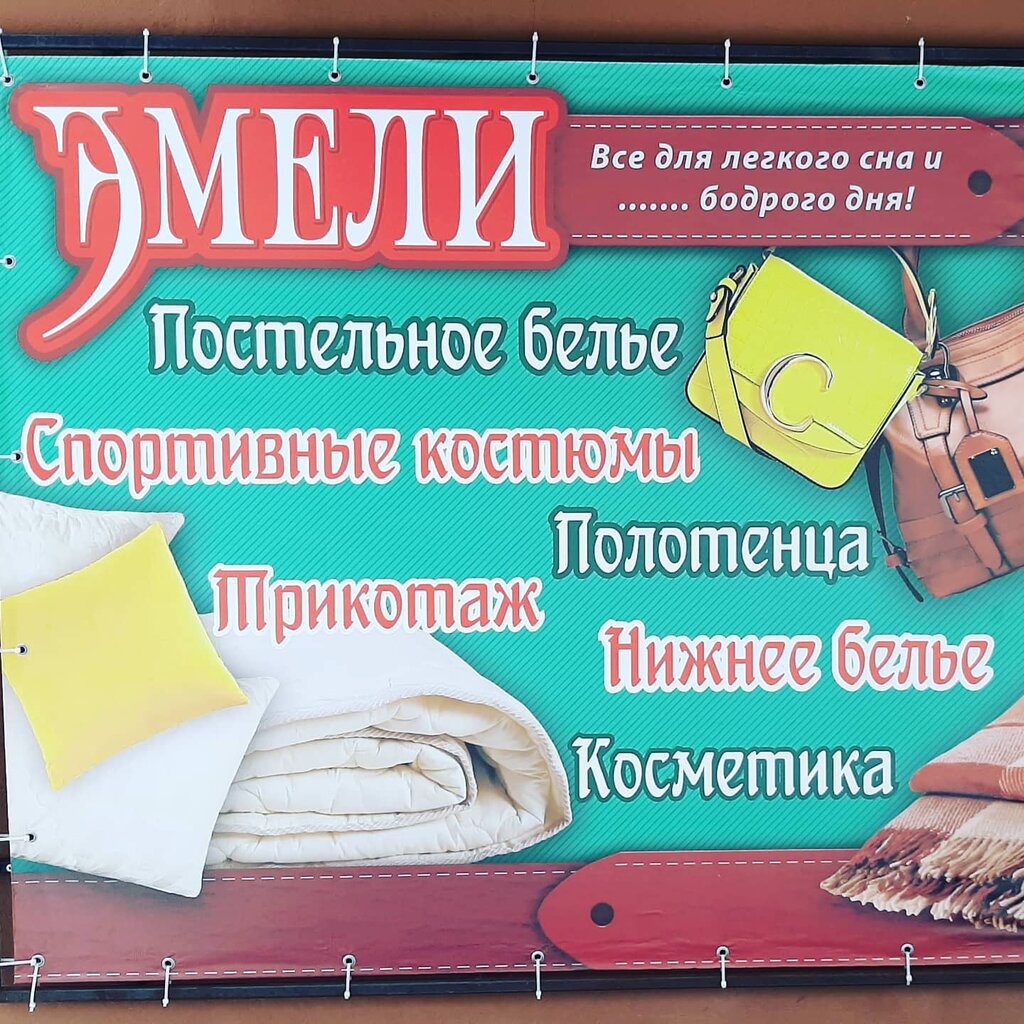 ЭМЕЛИ
Все для легкого сна и
....... бодрого дня!
Постельное белье
Спортивные костюмы
Полотенца
Трикотаж
Нижнее белье
Косметика